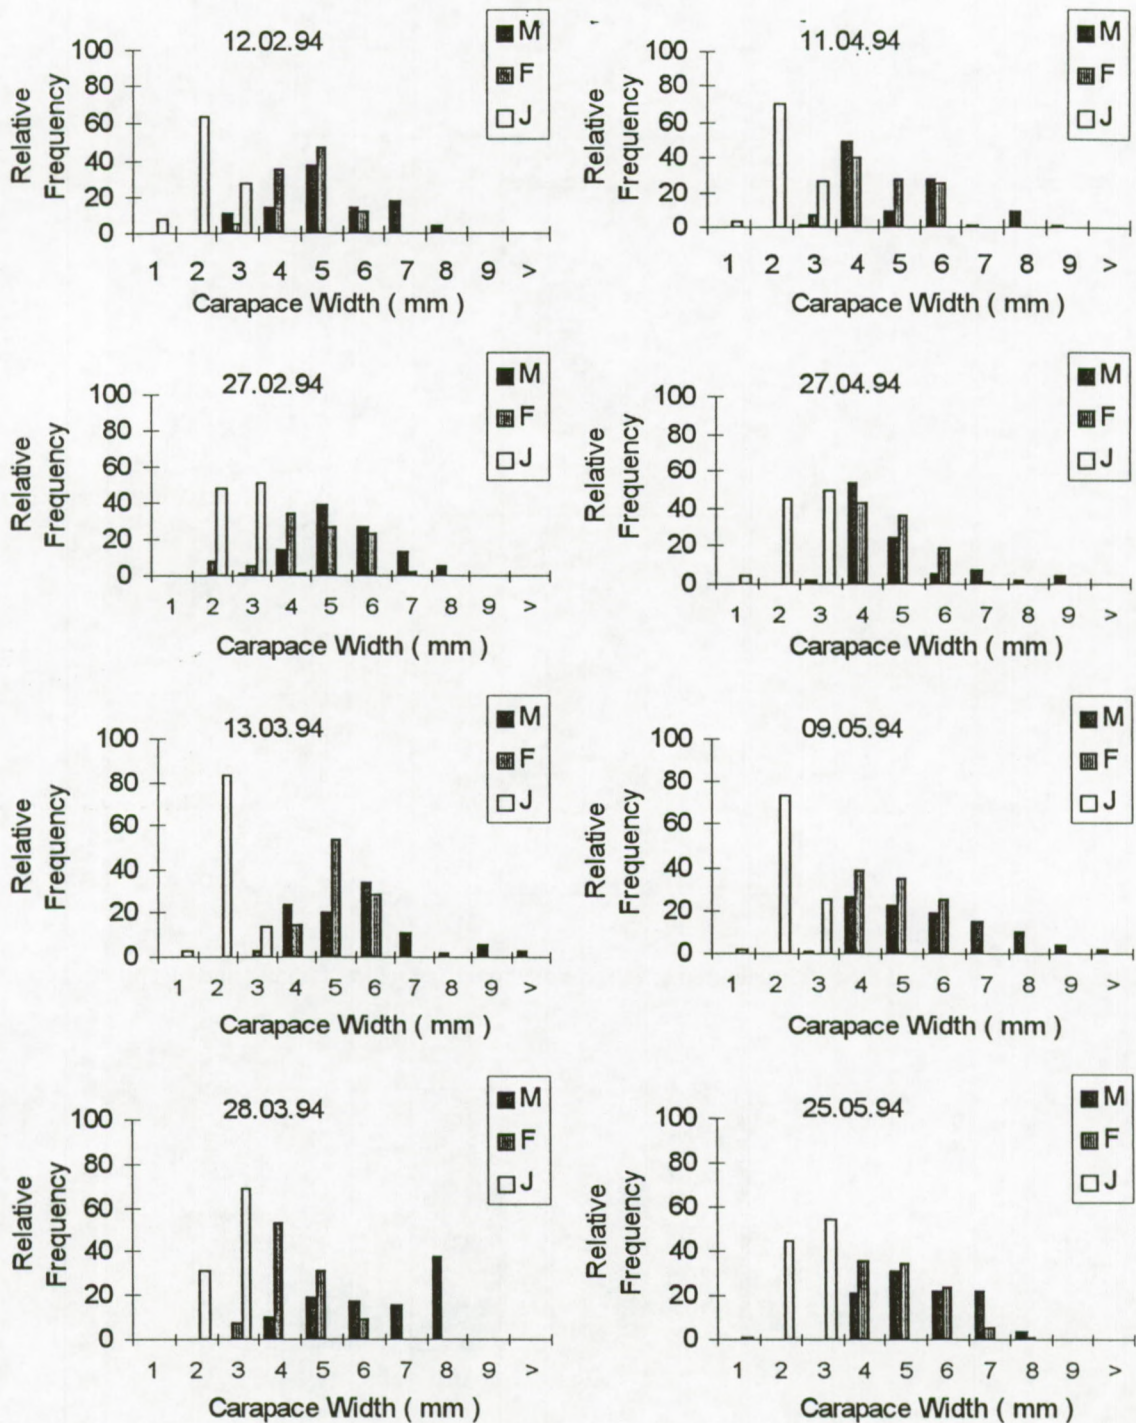 12.02.94
M
F
J
Relative
Frequency
100
80
60
40
20
0
1 2 3 4 5 6 7 8 9 >
Carapace Width ( mm )
11.04.94
M
F
J
Relative
Frequency
100
80
60
40
20
0
1 2 3 4 5 6 7 8 9 >
Carapace Width ( mm )
27.02.94
M
F
J
Relative
Frequency
100
80
60
40
20
0
1 2 3 4 5 6 7 8 9 >
Carapace Width ( mm )
27.04.94
M
F
J
Relative
Frequency
100
80
60
40
20
0
1 2 3 4 5 6 7 8 9 >
Carapace Width ( mm )
13.03.94
M
F
J
Relative
Frequency
100
80
60
40
20
0
1 2 3 4 5 6 7 8 9 >
Carapace Width ( mm )
09.05.94
M
F
J
Relative
Frequency
100
80
60
40
20
0
1 2 3 4 5 6 7 8 9 >
Carapace Width ( mm )
28.03.94
M
F
J
Relative
Frequency
100
80
60
40
20
0
1 2 3 4 5 6 7 8 9 >
Carapace Width ( mm )
25.05.94
M
F
J
Relative
Frequency
100
80
60
40
20
0
1 2 3 4 5 6 7 8 9 >
Carapace Width ( mm )